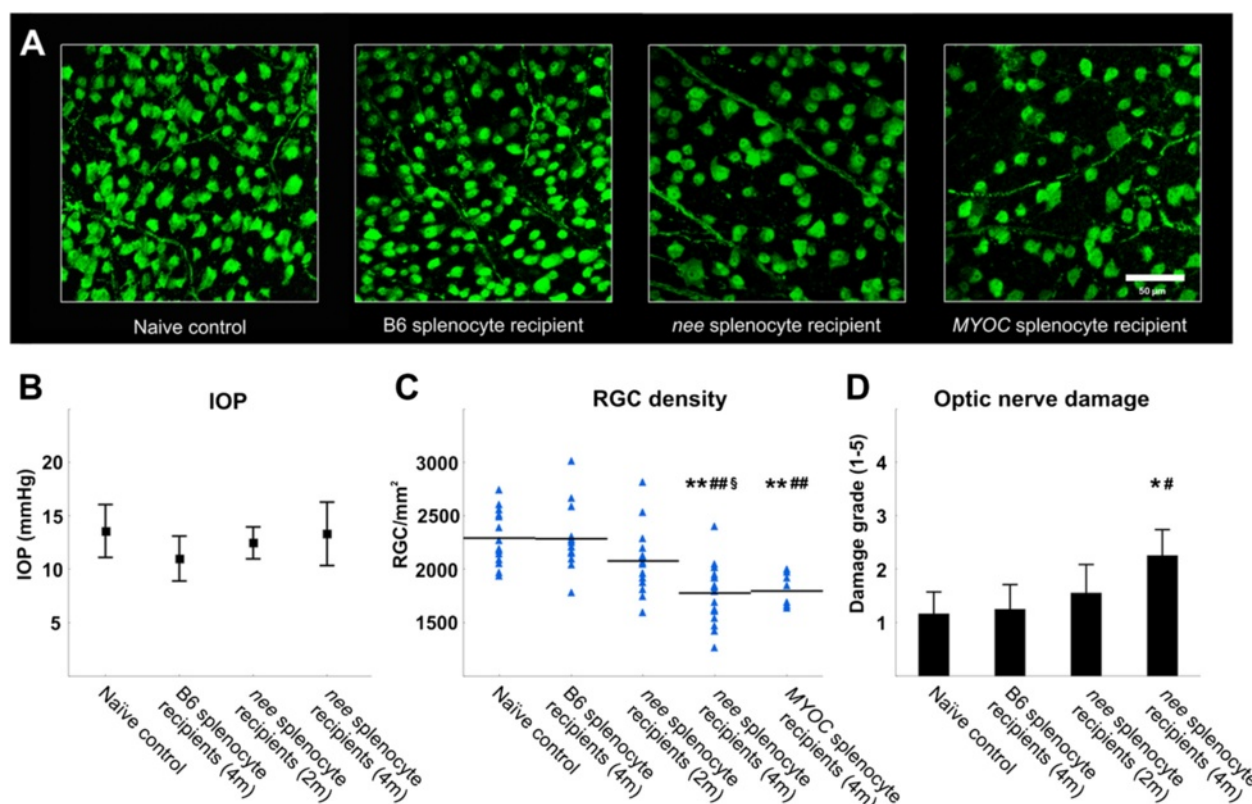 A
Naive control
B6 splenocyte recipient
nee splenocyte recipient
MYOC splenocyte recipient
50 µm
B
IOP
IOP (mmHg)
20
15
10
5
Naïve control
B6 splenocyte
recipients (4m)
nee splenocyte
recipients (2m)
nee splenocyte
recipients (4m)
C
RGC density
RGC/mm²
3000
2500
2000
1500
**##§
**##
Naïve control
B6 splenocyte
recipients (4m)
nee splenocyte
recipients (2m)
nee splenocyte
recipients (4m)
MYOC splenocyte
recipients (4m)
D
Optic nerve damage
Damage grade (1-5)
4
3
2
1
*#
Naïve control
B6 splenocyte
recipients (4m)
nee splenocyte
recipients (2m)
nee splenocyte
recipients (4m)